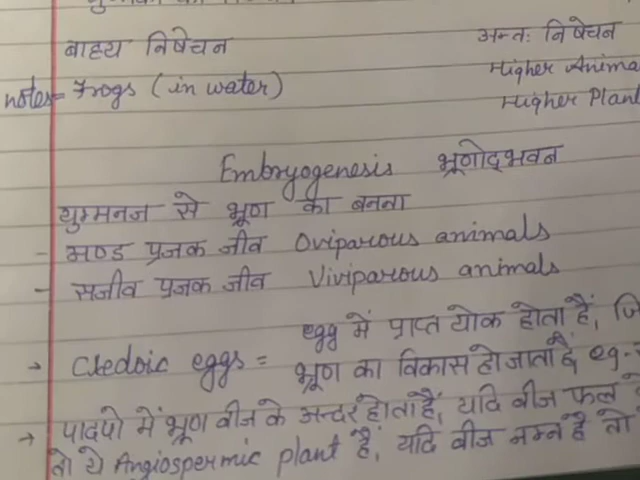 बाह्य निषेचन
अन्त: निषेचन
notes= Frogs (in water)
Higher Anima
Higher Plant
Embryogenesis भ्रूणोद्भवन
युग्मनज से भ्रूण का बनना
- अण्ड प्रजक जीव Oviparous animals
- सजीव प्रजक जीव Viviparous animals
egg में प्राप्त योक होता हैं, जि
→ Cledoic eggs = भ्रूण का विकास हो जाता है eg-
→ पादपो में भ्रूण बीज के अन्दर होता हैं, यदि बीज फल
तो ये Angiospermic plant हैं, यदि बीज नग्न है तो